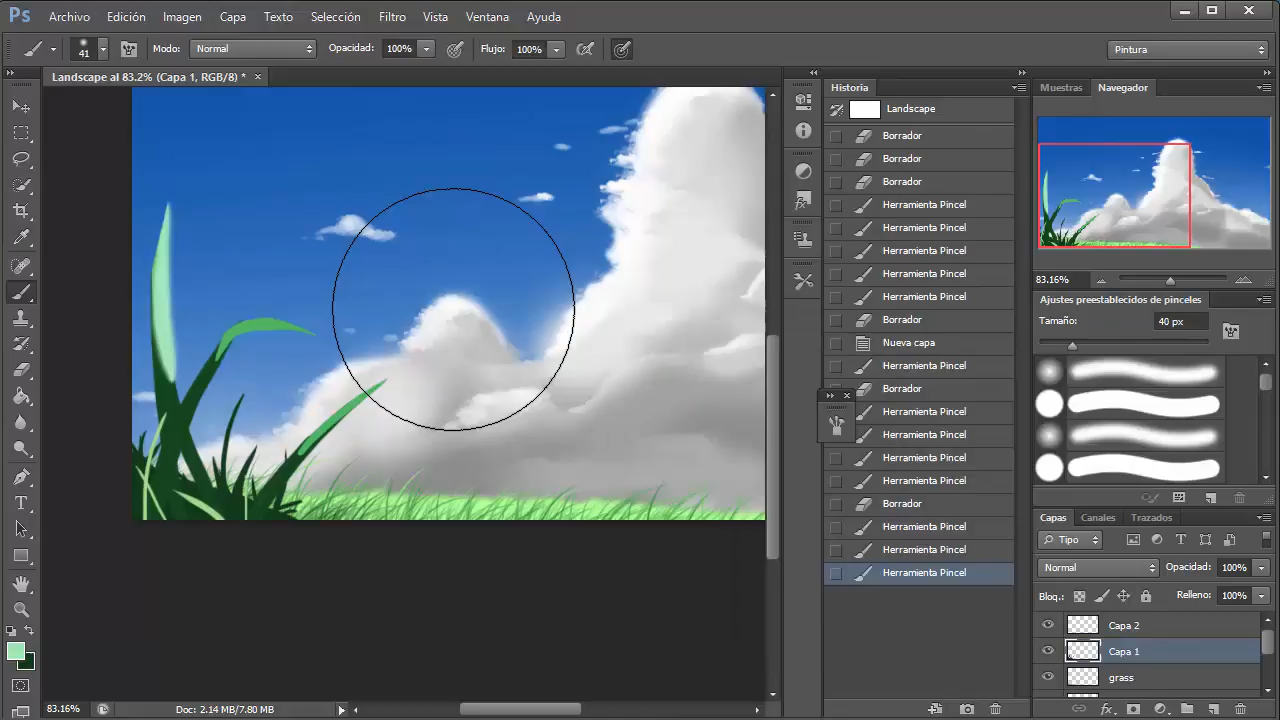 Ps Archivo Edición Imagen Capa Texto Selección Filtro Vista Ventana Ayuda
41 Modo: Normal Opacidad: 100% Flujo: 100% Pintura
Landscape al 83.2% (Capa 1, RGB/8) * ×
Historia
Landscape
Borrador
Borrador
Borrador
Herramienta Pincel
Herramienta Pincel
Herramienta Pincel
Herramienta Pincel
Herramienta Pincel
Borrador
Nueva capa
Herramienta Pincel
Borrador
Herramienta Pincel
Herramienta Pincel
Herramienta Pincel
Herramienta Pincel
Borrador
Herramienta Pincel
Herramienta Pincel
Herramienta Pincel
Muestras Navegador
83.16%
Ajustes preestablecidos de pinceles
Tamaño: 40 px
Capas Canales Trazados
Tipo
Normal Opacidad: 100%
Bloq.: Relleno: 100%
Capa 2
Capa 1
grass
83.16% Doc: 2.14 MB/7.80 MB